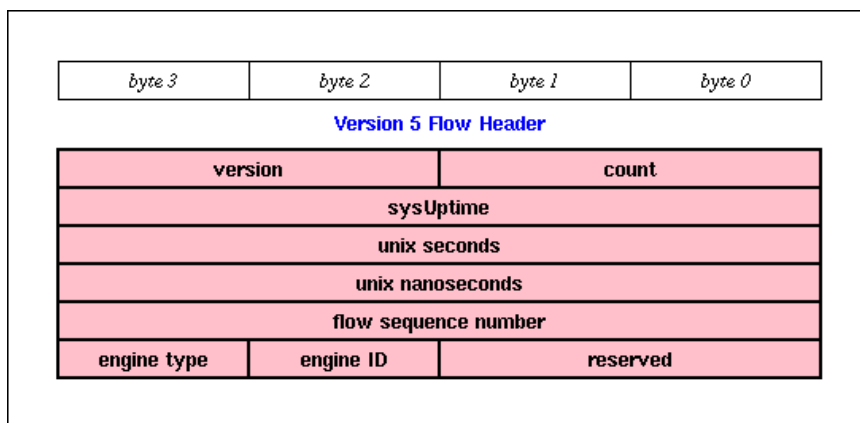 byte 3 byte 2 byte 1 byte 0
Version 5 Flow Header
version count
sysUptime
unix seconds
unix nanoseconds
flow sequence number
engine type engine ID reserved